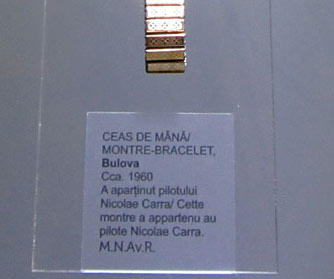 CEAS DE MÂNĂ/
MONTRE-BRACELET,
Bulova
Cca. 1960
A aparţinut pilotului
Nicolae Carra/ Cette
montre a appartenu au
pilote Nicolae Carra.
M.N.Av.R.